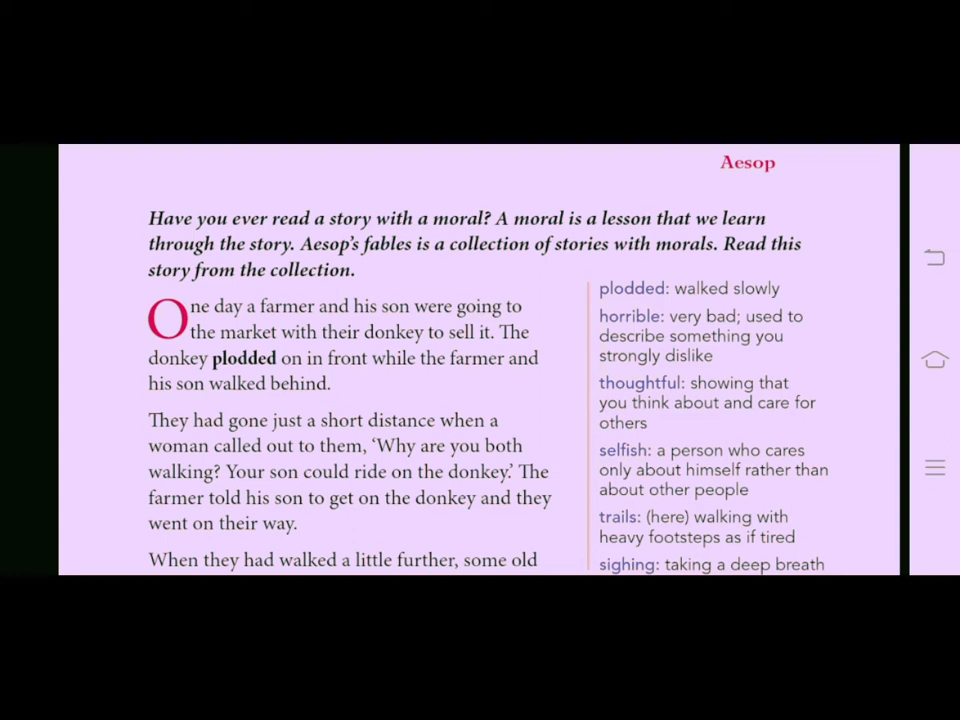 Aesop
Have you ever read a story with a moral? A moral is a lesson that we learn
through the story. Aesop's fables is a collection of stories with morals. Read this
story from the collection.
One day a farmer and his son were going to
the market with their donkey to sell it. The
donkey plodded on in front while the farmer and
his son walked behind.
They had gone just a short distance when a
woman called out to them, ‘Why are you both
walking? Your son could ride on the donkey.’ The
farmer told his son to get on the donkey and they
went on their way.
When they had walked a little further, some old
plodded: walked slowly
horrible: very bad; used to
describe something you
strongly dislike
thoughtful: showing that
you think about and care for
others
selfish: a person who cares
only about himself rather than
about other people
trails: (here) walking with
heavy footsteps as if tired
sighing: taking a deep breath